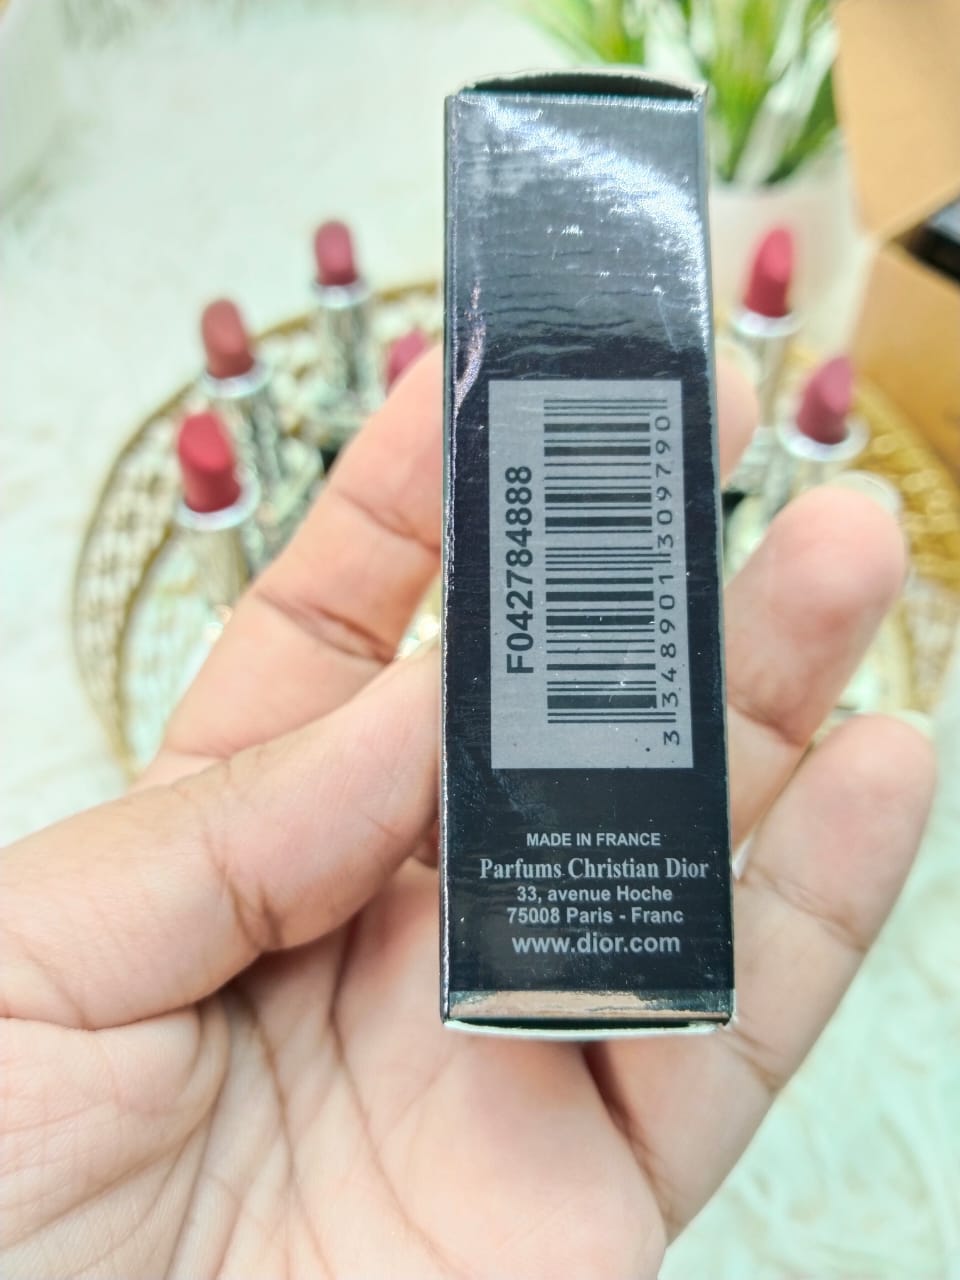 F042784888
3 348901 309790
MADE IN FRANCE
Parfums Christian Dior
33, avenue Hoche
75008 Paris - Franc
www.dior.com